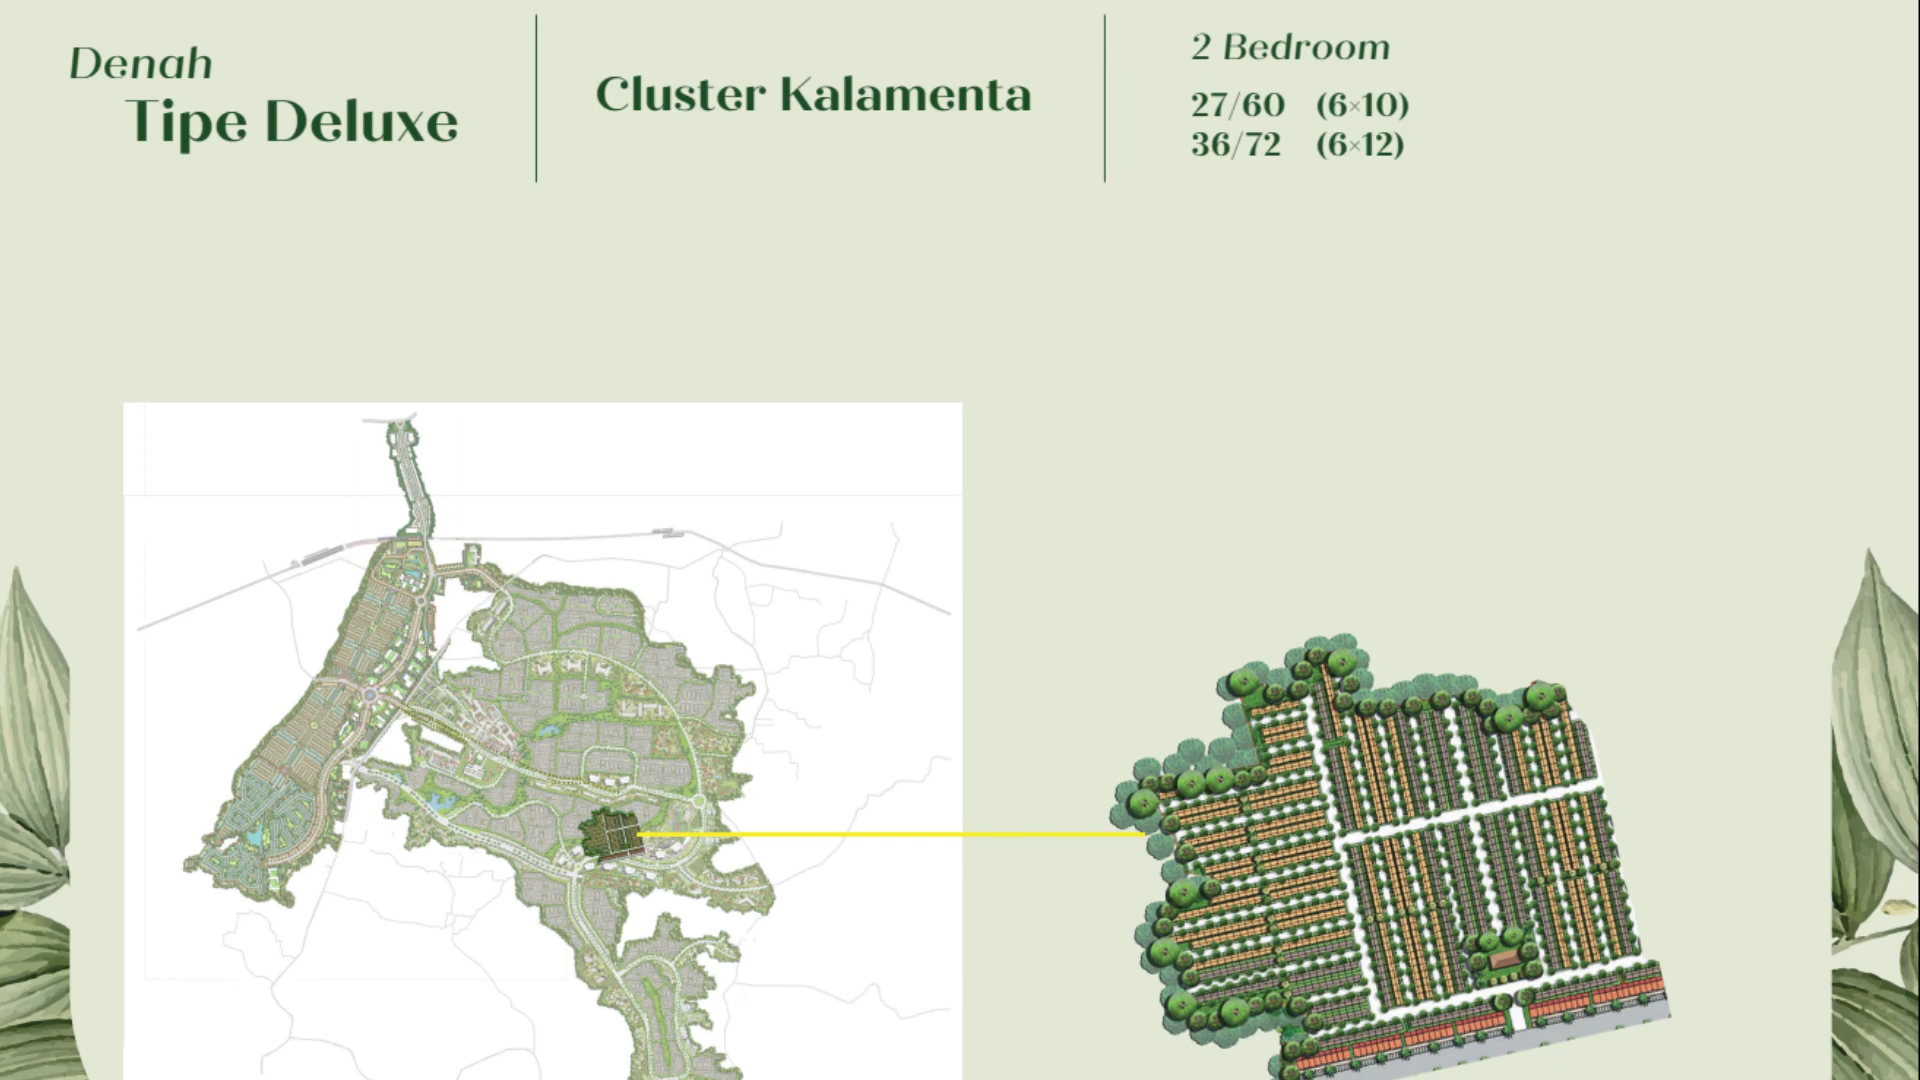 Denah
Tipe Deluxe
Cluster Kalamenta
2 Bedroom
27/60 (6×10)
36/72 (6×12)